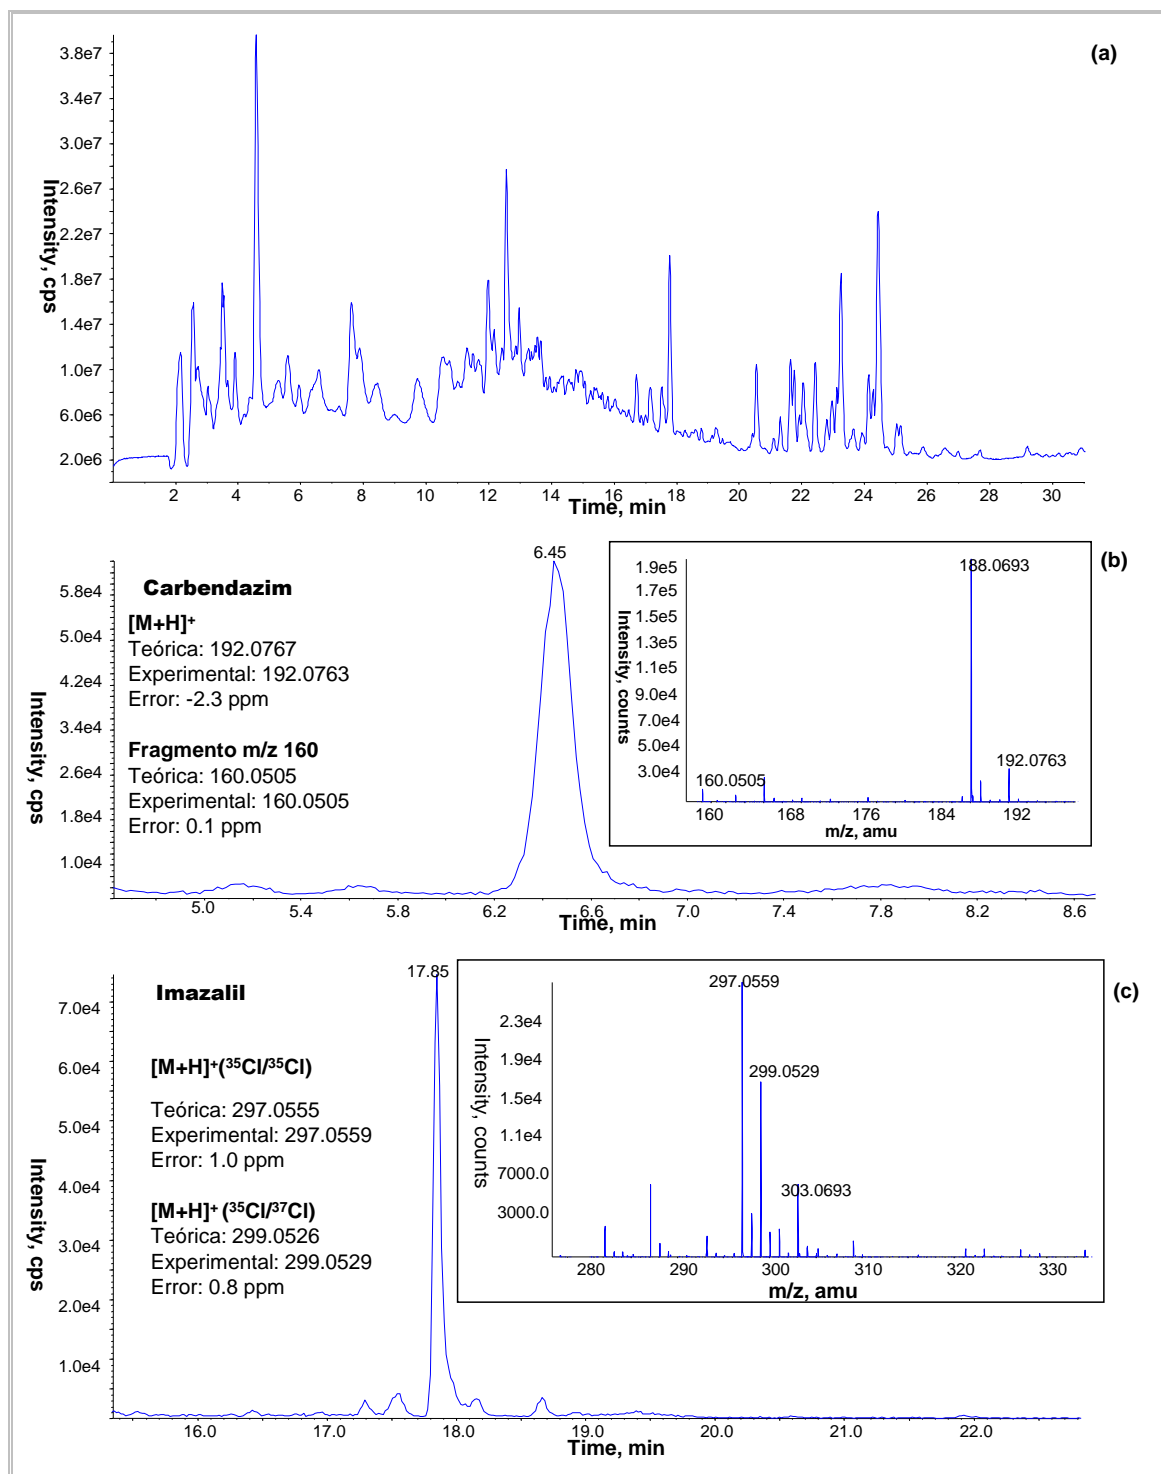 (a)
3.8e7
3.4e7
3.0e7
2.6e7
2.2e7
1.8e7
1.4e7
1.0e7
6.0e6
2.0e6
Intensity, cps
2 4 6 8 10 12 14 16 18 20 22 24 26 28 30
Time, min
(b)
6.45
5.8e4
5.0e4
4.2e4
3.4e4
2.6e4
1.8e4
1.0e4
Intensity, cps
Carbendazim
[M+H]+
Teórica: 192.0767
Experimental: 192.0763
Error: -2.3 ppm
Fragmento m/z 160
Teórica: 160.0505
Experimental: 160.0505
Error: 0.1 ppm
1.9e5
1.7e5
1.5e5
1.3e5
1.1e5
9.0e4
7.0e4
5.0e4
3.0e4
Intensity, counts
188.0693
192.0763
160.0505
160 168 176 184 192
m/z, amu
5.0 5.4 5.8 6.2 6.6 7.0 7.4 7.8 8.2 8.6
Time, min
(c)
17.85
7.0e4
6.0e4
5.0e4
4.0e4
3.0e4
2.0e4
1.0e4
Intensity, cps
Imazalil
[M+H]+(35Cl/35Cl)
Teórica: 297.0555
Experimental: 297.0559
Error: 1.0 ppm
[M+H]+ (35Cl/37Cl)
Teórica: 299.0526
Experimental: 299.0529
Error: 0.8 ppm
2.3e4
1.9e4
1.5e4
1.1e4
7000.0
3000.0
Intensity, counts
297.0559
299.0529
303.0693
280 290 300 310 320 330
m/z, amu
16.0 17.0 18.0 19.0 20.0 21.0 22.0
Time, min